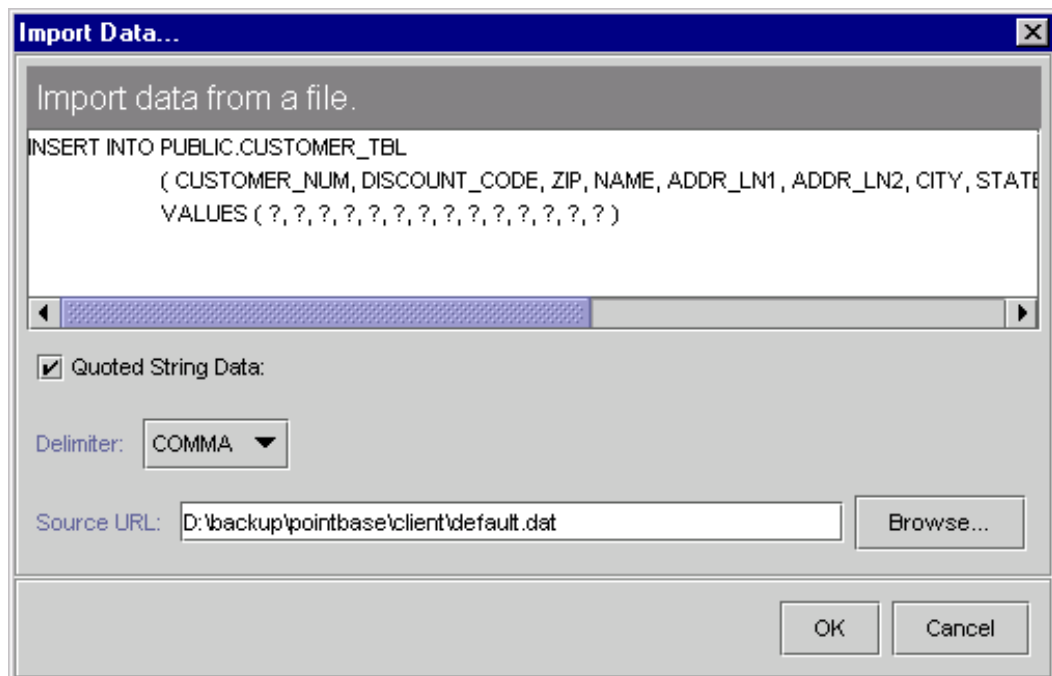 Import Data...
Import data from a file.
INSERT INTO PUBLIC.CUSTOMER_TBL
( CUSTOMER_NUM, DISCOUNT_CODE, ZIP, NAME, ADDR_LN1, ADDR_LN2, CITY, STATE
VALUES ( ?, ?, ?, ?, ?, ?, ?, ?, ?, ?, ?, ?, ?, ? )
Quoted String Data:
Delimiter: COMMA
Source URL: D:\backup\pointbase\client\default.dat Browse...
OK Cancel